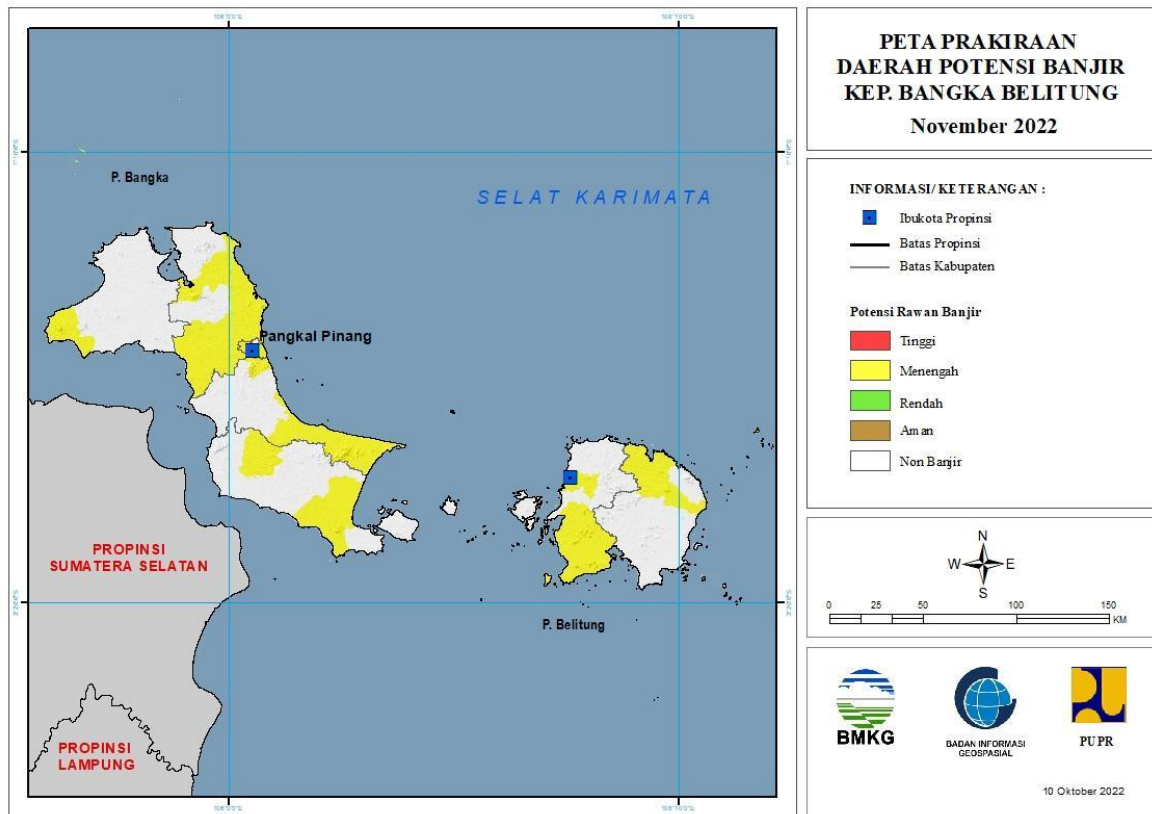 PETA PRAKIRAAN
DAERAH POTENSI BANJIR
KEP. BANGKA BELITUNG
November 2022
P. Bangka
SELAT KARIMATA
Pangkal Pinang
PROPINSI
SUMATERA SELATAN
P. Belitung
PROPINSI
LAMPUNG
INFORMASI/ KETERANGAN :
Ibukota Propinsi
Batas Propinsi
Batas Kabupaten
Potensi Rawan Banjir
Tinggi
Menengah
Rendah
Aman
Non Banjir
N
W E
S
0 25 50 100 150
KM
BMKG
BADAN INFORMASI
GEOSPASIAL
PUPR
10 Oktober 2022